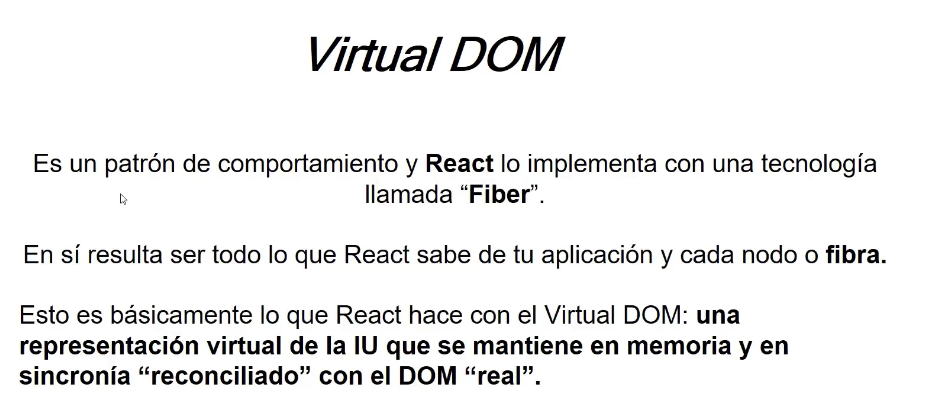 Virtual DOM
Es un patrón de comportamiento y React lo implementa con una tecnología
llamada “Fiber”.
En sí resulta ser todo lo que React sabe de tu aplicación y cada nodo o fibra.
Esto es básicamente lo que React hace con el Virtual DOM: una
representación virtual de la IU que se mantiene en memoria y en
sincronía “reconciliado” con el DOM “real”.